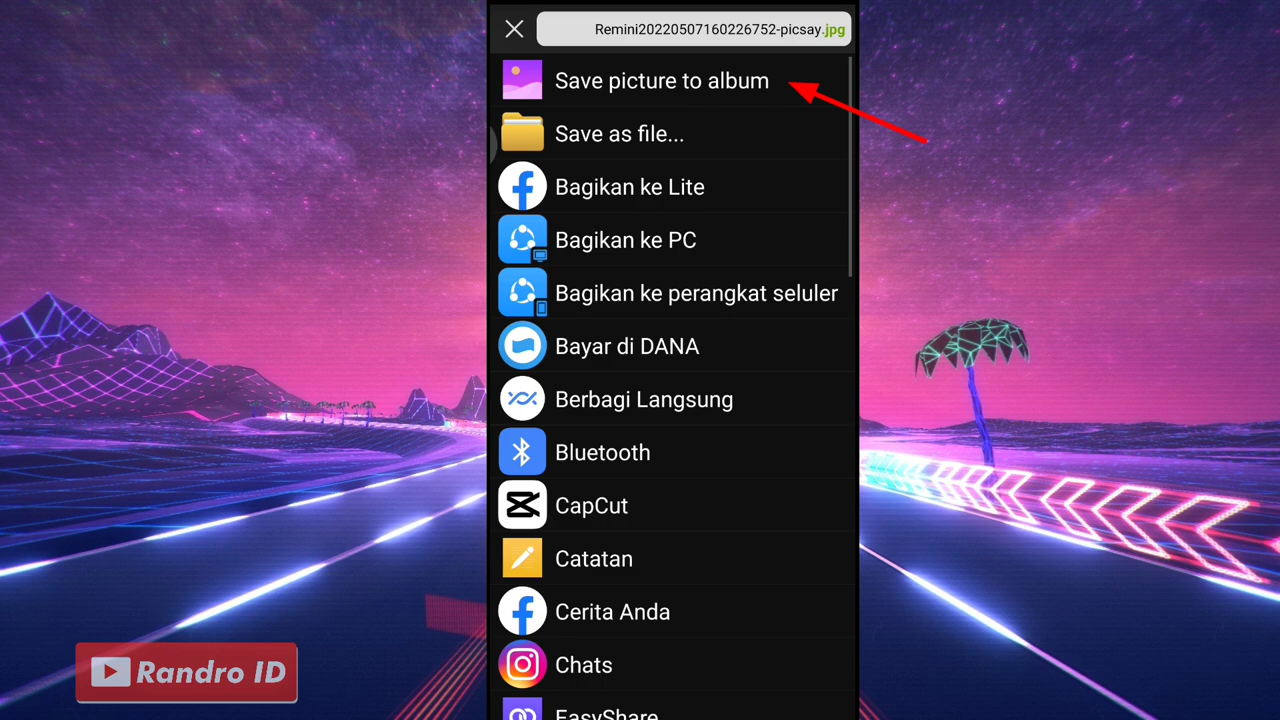 Remini20220507160226752-picsay.jpg
Save picture to album
Save as file...
Bagikan ke Lite
Bagikan ke PC
Bagikan ke perangkat seluler
Bayar di DANA
Berbagi Langsung
Bluetooth
CapCut
Catatan
Cerita Anda
Chats
EasyShare
Randro ID